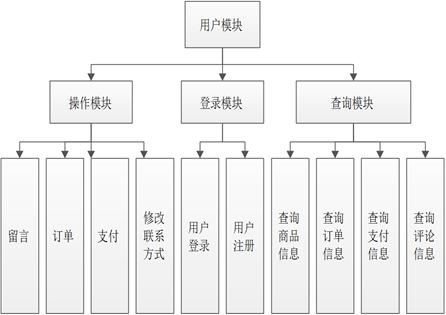 用户模块
操作模块
登录模块
查询模块
留言
订单
支付
修改
联系
方式
用户
登录
用户
注册
查询
商品
信息
查询
订单
信息
查询
支付
信息
查询
评论
信息